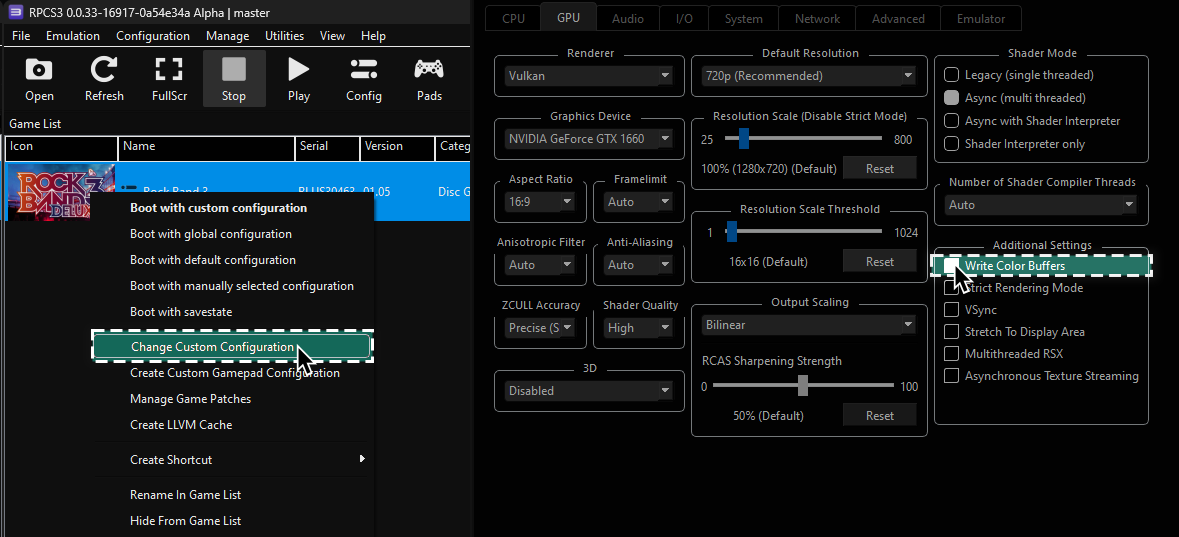 RPCS3 0.0.33-16917-0a54e34a Alpha | master
File Emulation Configuration Manage Utilities View Help
Open Refresh FullScr Stop Play Config Pads
Game List
Icon Name Serial Version Categ
ROCK BAND 3 DELUXE
Rock Band 3 BLUS30463 01.05 Disc G
Boot with custom configuration
Boot with global configuration
Boot with default configuration
Boot with manually selected configuration
Boot with savestate
Change Custom Configuration
Create Custom Gamepad Configuration
Manage Game Patches
Create LLVM Cache
Create Shortcut
Rename In Game List
Hide From Game List
CPU GPU Audio I/O System Network Advanced Emulator
Renderer
Vulkan
Graphics Device
NVIDIA GeForce GTX 1660
Aspect Ratio Framelimit
16:9 Auto
Anisotropic Filter Anti-Aliasing
Auto Auto
ZCULL Accuracy Shader Quality
Precise (S High
3D
Disabled
Default Resolution
720p (Recommended)
Resolution Scale (Disable Strict Mode)
25 800
100% (1280x720) (Default) Reset
Resolution Scale Threshold
1 1024
16x16 (Default) Reset
Output Scaling
Bilinear
RCAS Sharpening Strength
0 100
50% (Default) Reset
Shader Mode
Legacy (single threaded)
Async (multi threaded)
Async with Shader Interpreter
Shader Interpreter only
Number of Shader Compiler Threads
Auto
Additional Settings
Write Color Buffers
Strict Rendering Mode
VSync
Stretch To Display Area
Multithreaded RSX
Asynchronous Texture Streaming